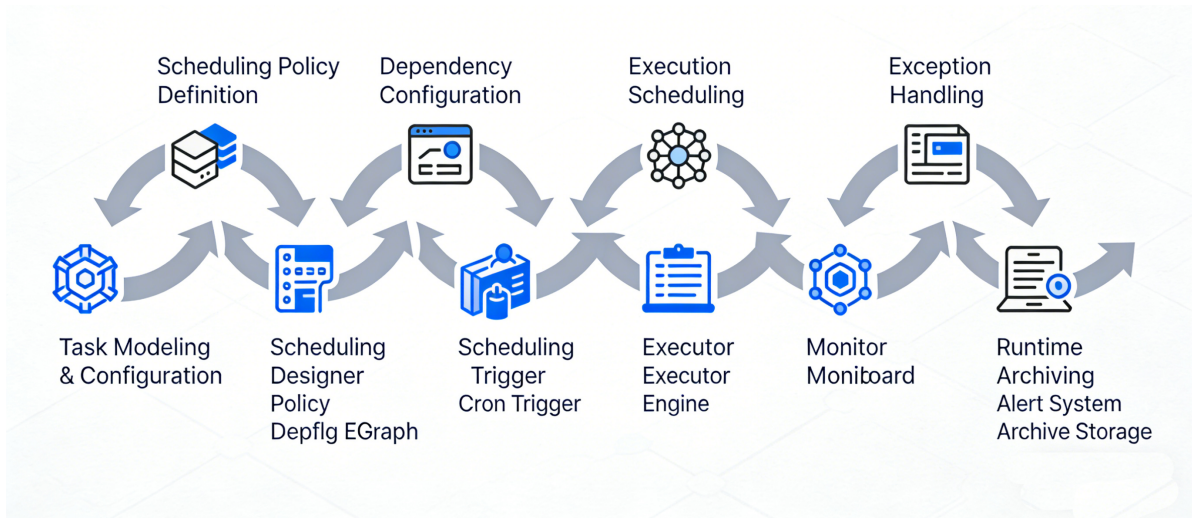 Scheduling Policy
Definition
Dependency
Configuration
Execution
Scheduling
Exception
Handling
Task Modeling
& Configuration
Scheduling
Designer
Policy
Depflg EGraph
Scheduling
Trigger
Cron Trigger
Executor
Executor
Engine
Monitor
Moniboard
Runtime
Archiving
Alert System
Archive Storage